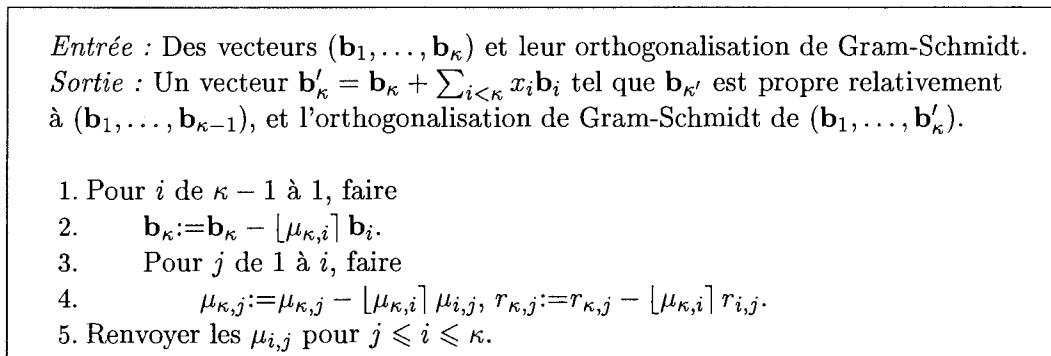 Entrée : Des vecteurs (b₁, . . . , b_κ) et leur orthogonalisation de Gram-Schmidt.
Sortie : Un vecteur b′_κ = b_κ + ∑_{i<κ} x_i b_i tel que b_{κ′} est propre relativement
à (b₁, . . . , b_{κ−1}), et l'orthogonalisation de Gram-Schmidt de (b₁, . . . , b′_κ).
1. Pour i de κ − 1 à 1, faire
2. b_κ:=b_κ − ⌊μ_{κ,i}⌉ b_i.
3. Pour j de 1 à i, faire
4. μ_{κ,j}:=μ_{κ,j} − ⌊μ_{κ,i}⌉ μ_{i,j}, r_{κ,j}:=r_{κ,j} − ⌊μ_{κ,i}⌉ r_{i,j}.
5. Renvoyer les μ_{i,j} pour j ⩽ i ⩽ κ.